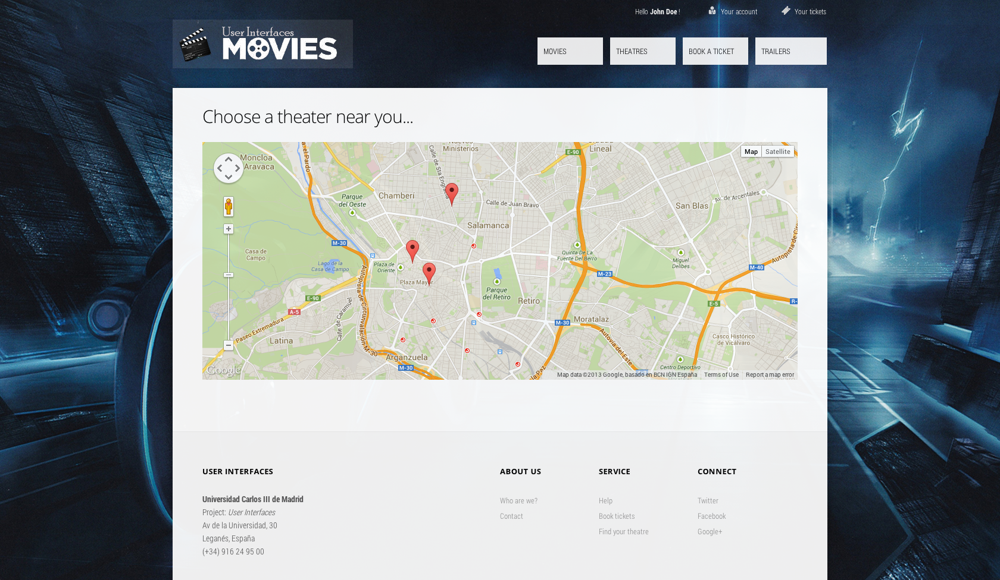 Hello John Doe !
Your account
Your tickets
User Interfaces
MOVIES
MOVIES
THEATRES
BOOK A TICKET
TRAILERS
Choose a theater near you...
Moncloa
Aravaca
a.el Pardo
Calle de Sta Engracia
Nuevos
Ministerios
E-90
Ciudad
Lineal
Map
Satellite
Parque
del Oeste
Chamberí
Calle de Juan Bravo
San Blas
Av. de Arcentales
Salamanca
M-30
Casa de
Campo
Lago de la
Casa de Campo
Plaza de
Oriente
Plaza Mayor
Quinta De La
Fuente Del Berro
Miguel
Delibes
Autopista de Circ
M-40
M-23
Parque
del Retiro
Retiro
E-90
A-5
Autopista de Circunvalación M-30
Calle de Caramuel
Paseo Extremadura
Latina
E-5
R-
M-30
Moratalaz
Autovia del Este
Casco Histórico
de Vicálvaro
Arganzuela
M-30
la Paz
Centro Deportivo
Google
Map data ©2013 Google, basado en BCN IGN España
Terms of Use
Report a map error
USER INTERFACES
Universidad Carlos III de Madrid
Project: User Interfaces
Av de la Universidad, 30
Leganés, España
(+34) 916 24 95 00
ABOUT US
Who are we?
Contact
SERVICE
Help
Book tickets
Find your theatre
CONNECT
Twitter
Facebook
Google+